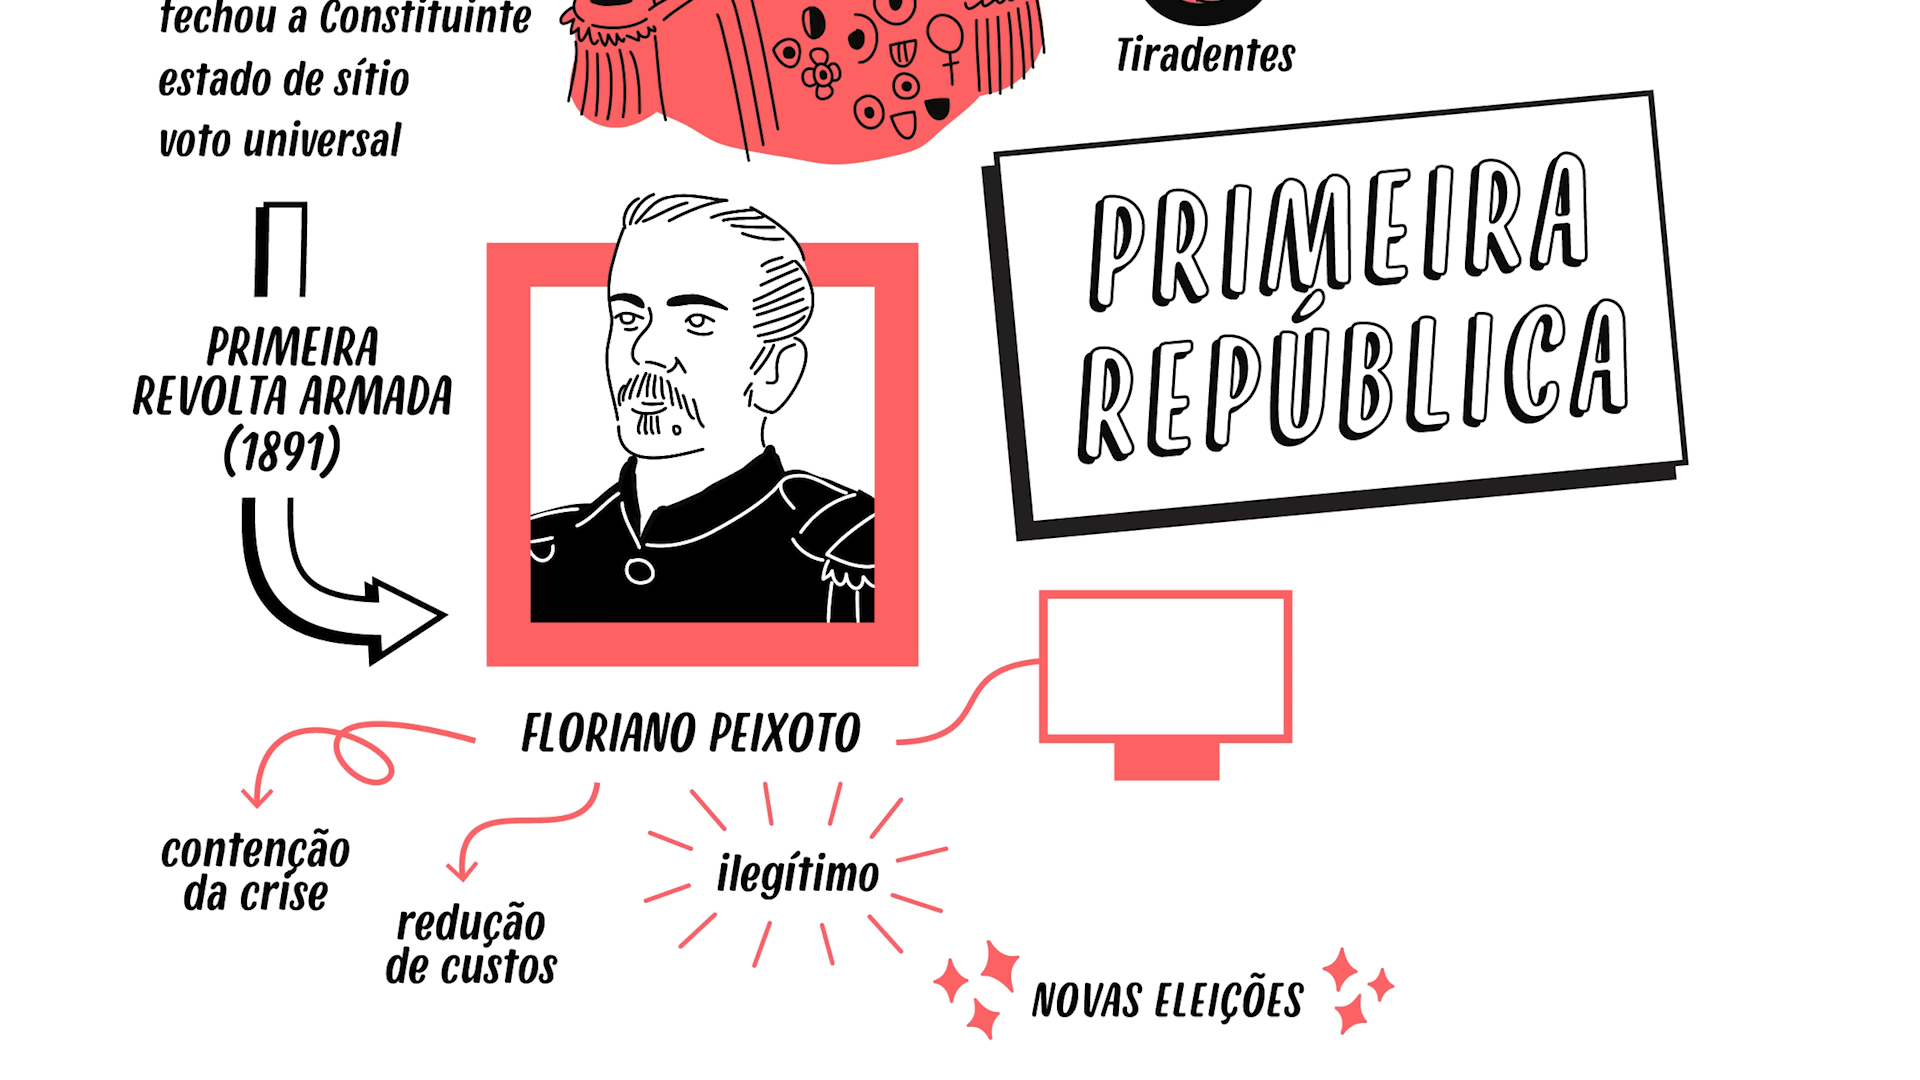 fechou a Constituinte
estado de sítio
voto universal
Tiradentes
PRIMEIRA
REPÚBLICA
PRIMEIRA
REVOLTA ARMADA
(1891)
FLORIANO PEIXOTO
contenção
da crise
redução
de custos
ilegítimo
NOVAS ELEIÇÕES